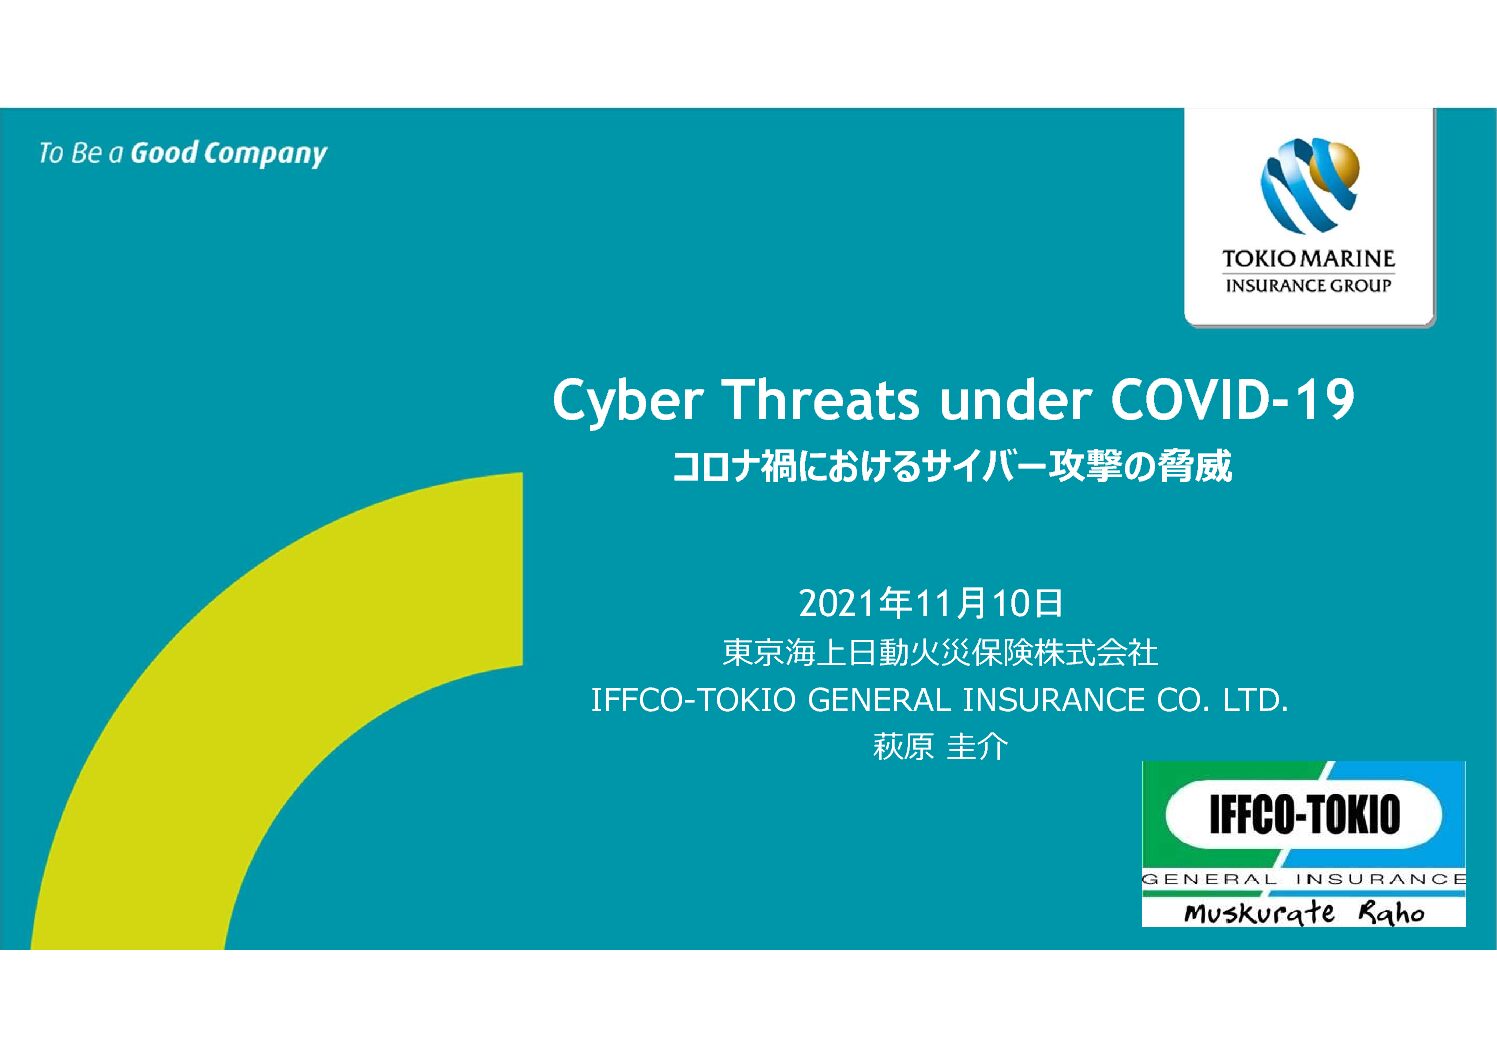 To Be a Good Company
TOKIO MARINE
INSURANCE GROUP
Cyber Threats under COVID-19
コロナ禍におけるサイバー攻撃の脅威
2021年11月10日
東京海上日動火災保険株式会社
IFFCO-TOKIO GENERAL INSURANCE CO. LTD.
萩原 圭介
IFFCO-TOKIO
GENERAL INSURANCE
Muskurate Raho